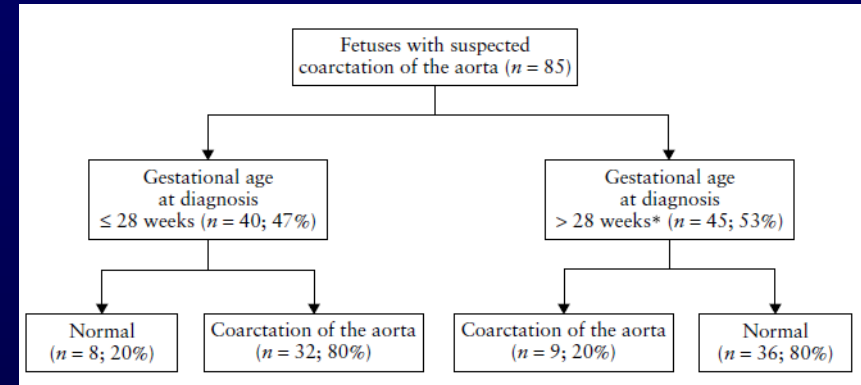 Fetuses with suspected
coarctation of the aorta (n = 85)
Gestational age
at diagnosis
≤ 28 weeks (n = 40; 47%)
Gestational age
at diagnosis
> 28 weeks* (n = 45; 53%)
Normal
(n = 8; 20%)
Coarctation of the aorta
(n = 32; 80%)
Coarctation of the aorta
(n = 9; 20%)
Normal
(n = 36; 80%)